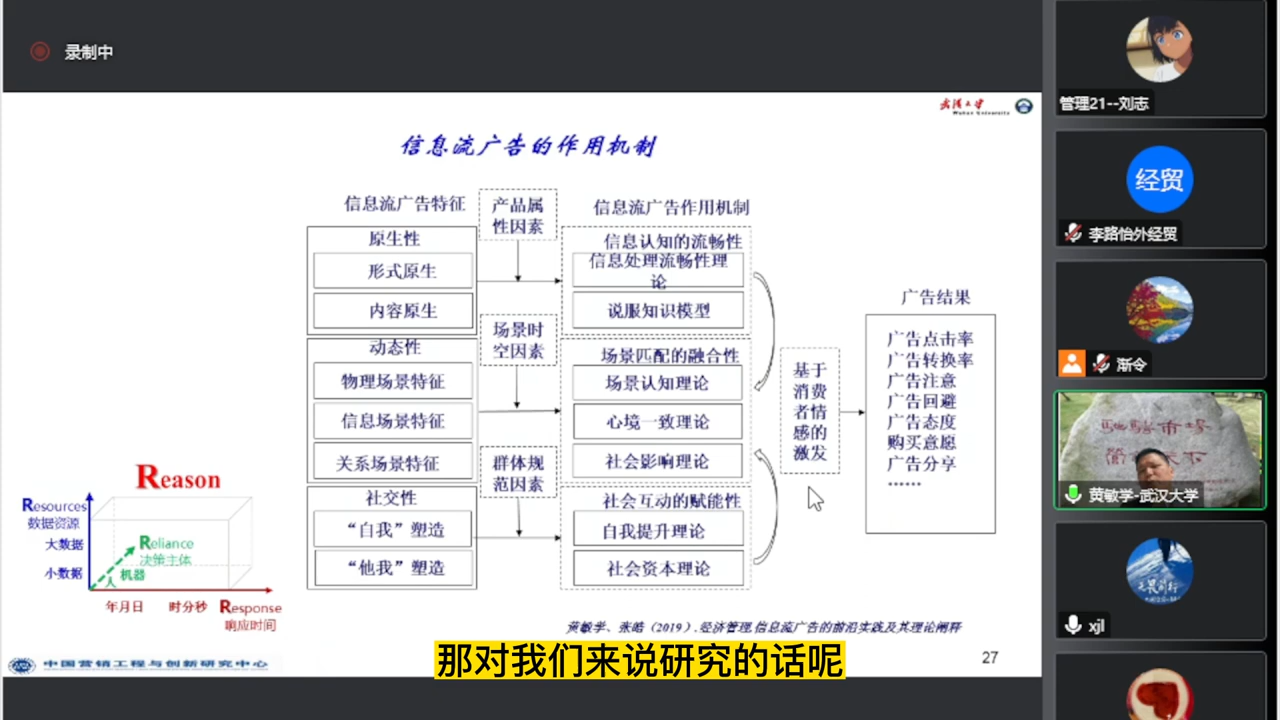 录制中
武汉大学
Wuhan University
信息流广告的作用机制
信息流广告特征
产品属
性因素
信息流广告作用机制
原生性
形式原生
内容原生
信息认知的流畅性
信息处理流畅性理
论
说服知识模型
场景时
空因素
动态性
物理场景特征
信息场景特征
关系场景特征
场景匹配的融合性
场景认知理论
心境一致理论
社会影响理论
群体规
范因素
社交性
“自我”塑造
“他我”塑造
社会互动的赋能性
自我提升理论
社会资本理论
基于
消费
者情
感的
激发
广告结果
广告点击率
广告转换率
广告注意
广告回避
广告态度
购买意愿
广告分享
······
Reason
Resources
数据资源
大数据
小数据
Reliance
决策主体
机器
人
年月日
时分秒
Response
响应时间
黄敏学、张皓（2019）.经济管理.信息流广告的前沿实践及其理论阐释
中国营销工程与创新研究中心
27
那对我们来说研究的话呢
管理21--刘志
经贸
李路怡外经贸
渐令
黄敏学-武汉大学
xjl